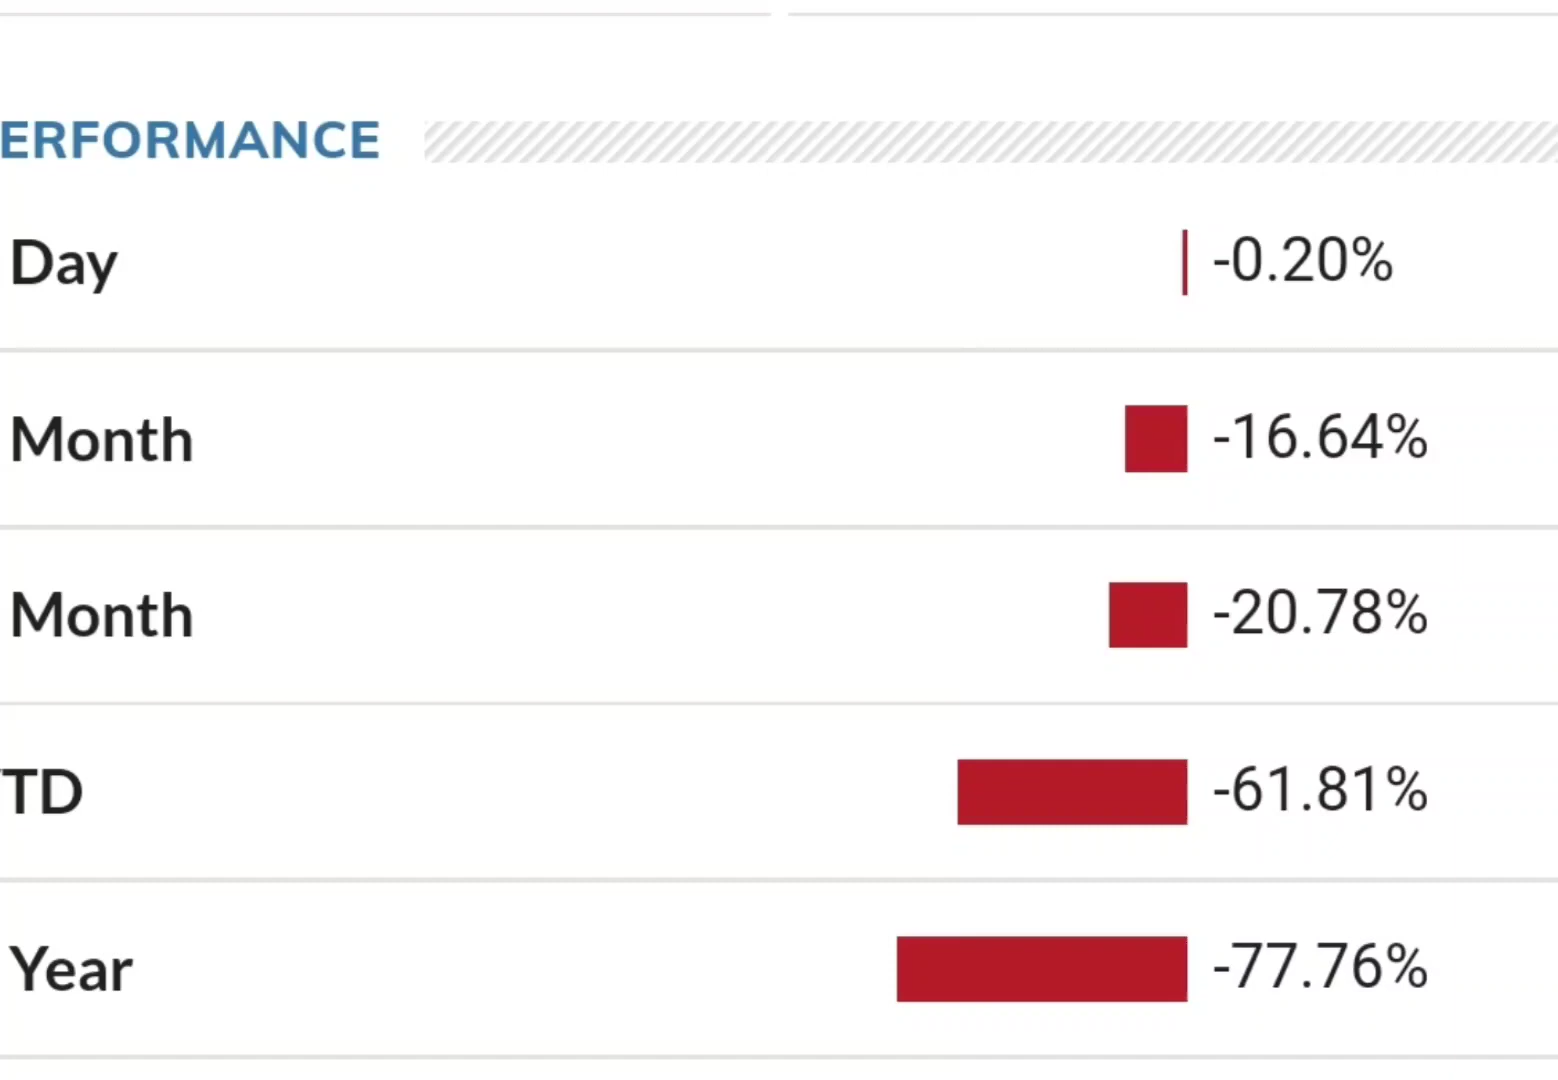 ERFORMANCE
Day -0.20%
Month -16.64%
Month -20.78%
TD -61.81%
Year -77.76%